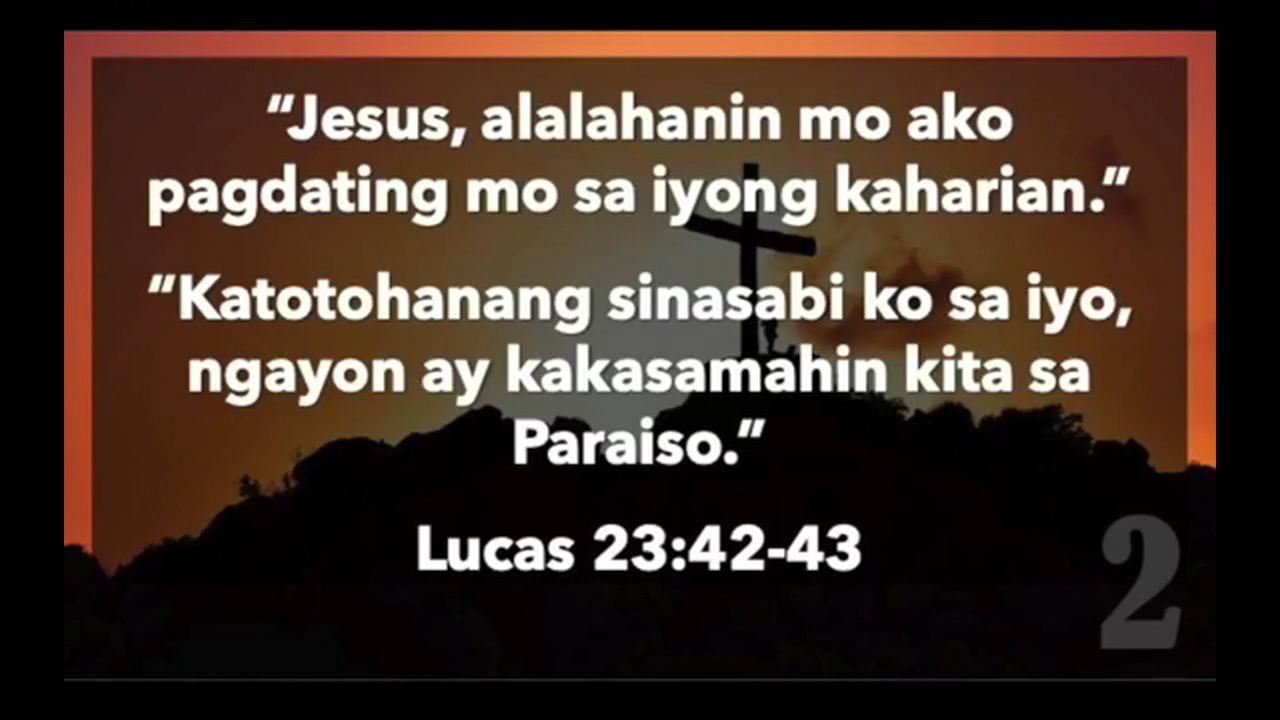 “Jesus, alalahanin mo ako
pagdating mo sa iyong kaharian.”
“Katotohanang sinasabi ko sa iyo,
ngayon ay kakasamahin kita sa
Paraiso.”
Lucas 23:42-43
2